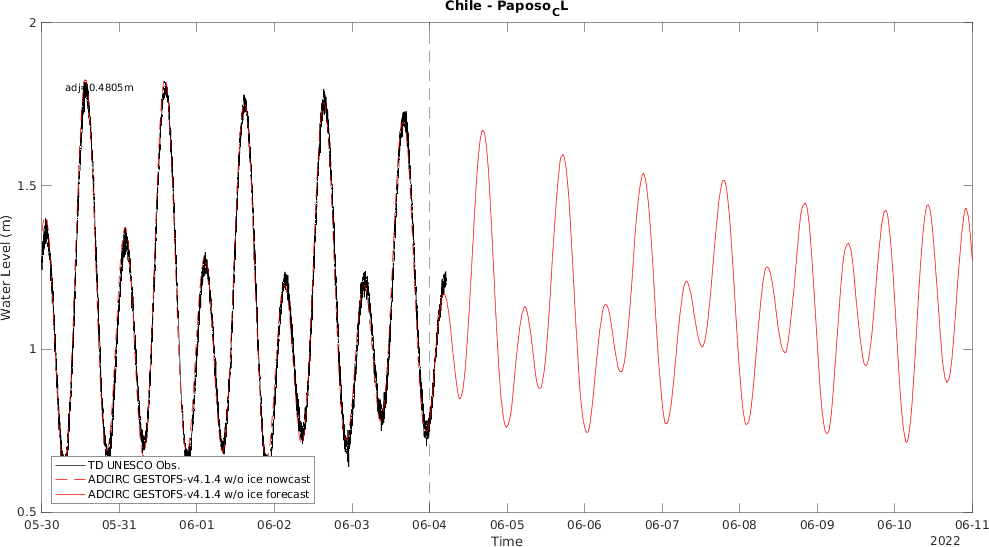 Chile - Paposo_CL
2
adj=0.4805m
1.5
Water Level (m)
1
TD UNESCO Obs.
ADCIRC GESTOFS-v4.1.4 w/o ice nowcast
ADCIRC GESTOFS-v4.1.4 w/o ice forecast
0.5
05-30 05-31 06-01 06-02 06-03 06-04 06-05 06-06 06-07 06-08 06-09 06-10 06-11
Time
2022